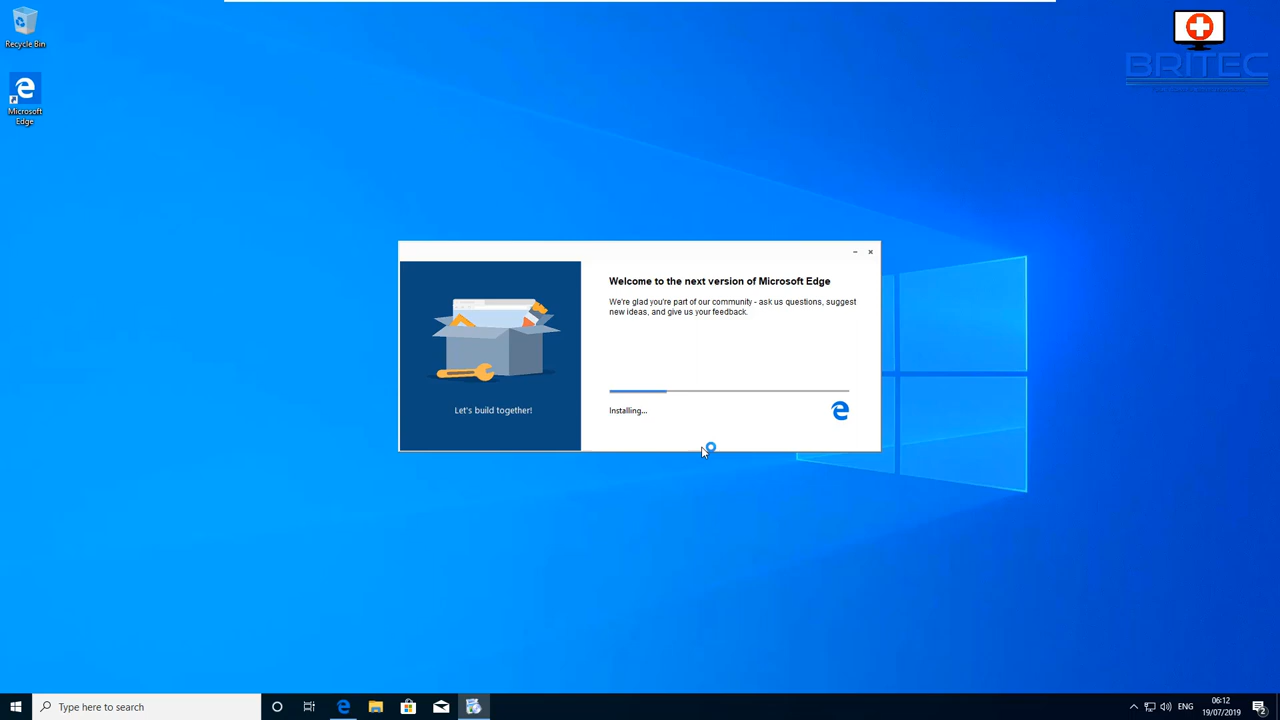 Recycle Bin
Microsoft
Edge
BRITEC
Welcome to the next version of Microsoft Edge
We're glad you're part of our community - ask us questions, suggest
new ideas, and give us your feedback.
Installing...
Let's build together!
Type here to search
ENG
06:12
19/07/2019
2